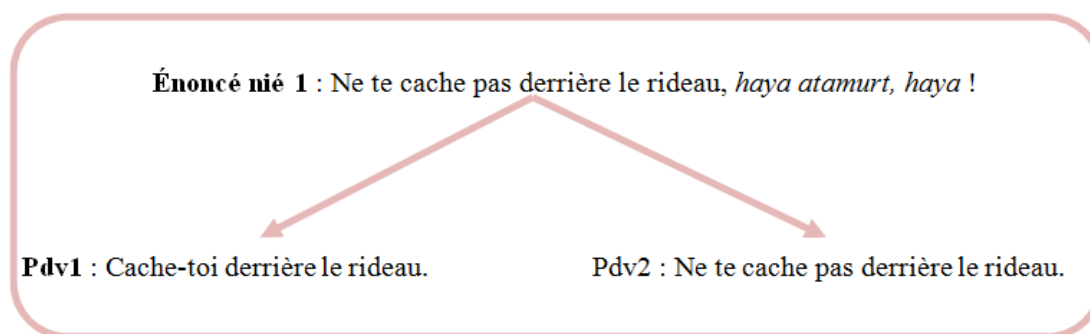 Énoncé nié 1 : Ne te cache pas derrière le rideau, haya atamurt, haya !
Pdv1 : Cache-toi derrière le rideau.
Pdv2 : Ne te cache pas derrière le rideau.